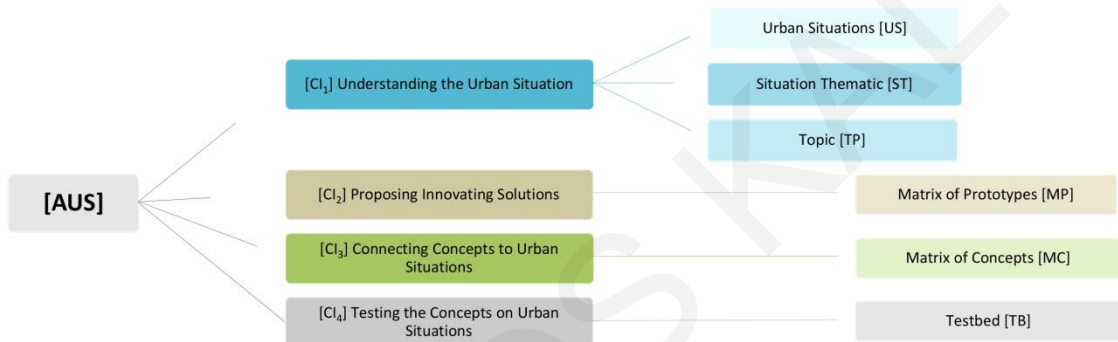 Urban Situations [US]
[CI₁] Understanding the Urban Situation
Situation Thematic [ST]
Topic [TP]
[AUS]
[CI₂] Proposing Innovating Solutions
Matrix of Prototypes [MP]
[CI₃] Connecting Concepts to Urban
Situations
Matrix of Concepts [MC]
[CI₄] Testing the Concepts on Urban
Situations
Testbed [TB]
OS KAL